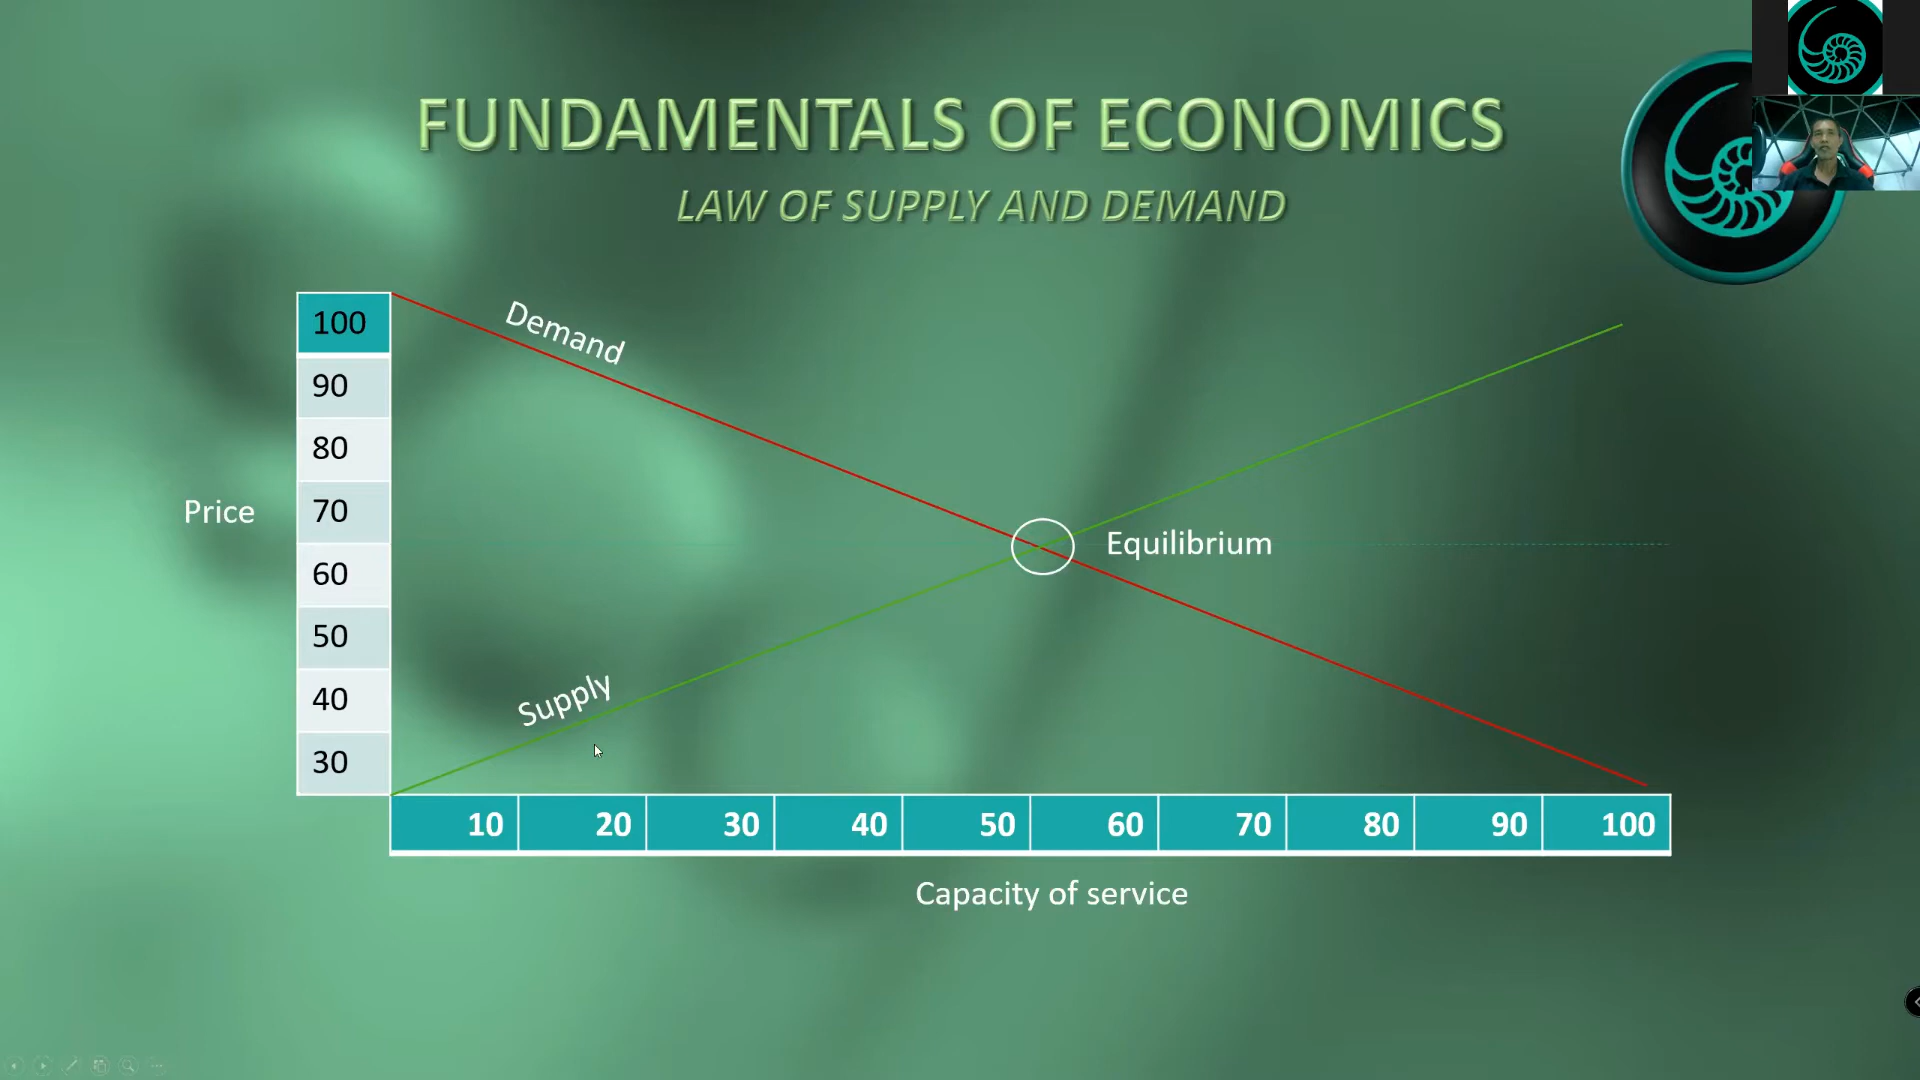 FUNDAMENTALS OF ECONOMICS
LAW OF SUPPLY AND DEMAND
100
90
80
70
60
50
40
30
Price
Demand
Equilibrium
Supply
10 20 30 40 50 60 70 80 90 100
Capacity of service